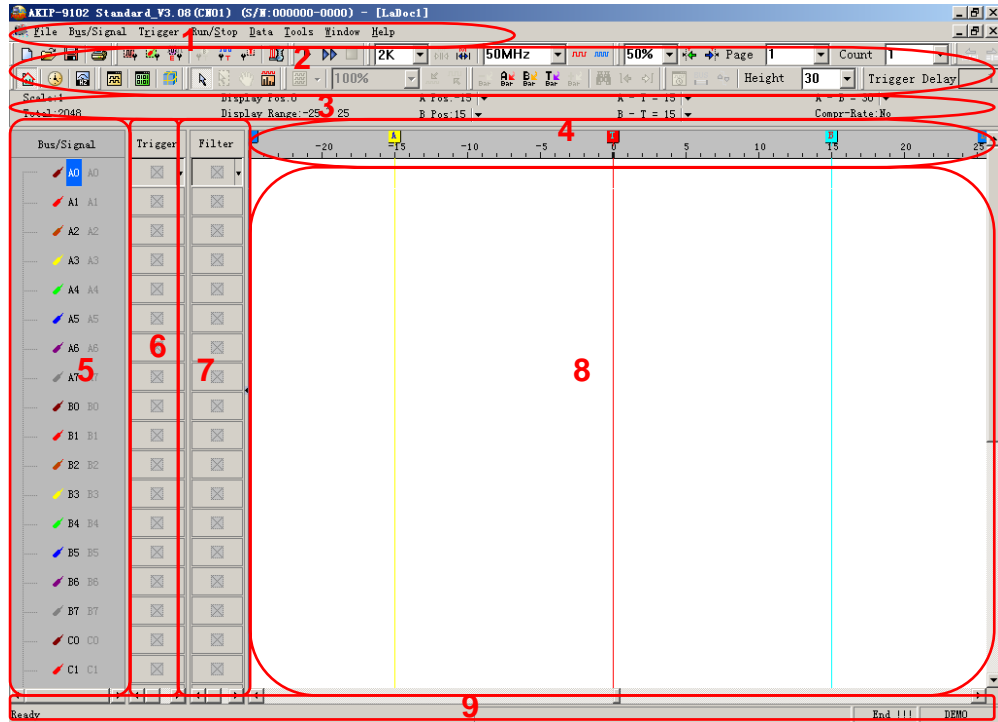 AKIP-9102 Standard_V3.08(CN01) (S/N:000000-0000) - [LaDoc1]
File Bus/Signal Trigger Run/Stop Data Tools Window Help
1
2K 50MHz 50% Page 1 Count 1
2
100% Bar Bar Bar Bar Bar Height 30 Trigger Delay
Scale:1 Display Pos:0 A Pos:-15 A - T = 15 A - B = 30
3
Total:2048 Display Range:-25 25 B Pos:15 B - T = 15 Compr-Rate:No
Bus/Signal Trigger Filter
A T B
4
-20 -15 -10 -5 0 5 10 15 20 25
A0 A0
A1 A1
A2 A2
A3 A3
A4 A4
A5 A5
A6 A6
A7
5 6 7 8
B0 B0
B1 B1
B2 B2
B3 B3
B4 B4
B5 B5
B6 B6
B7 B7
C0 C0
C1 C1
9
Ready End !!! DEMO